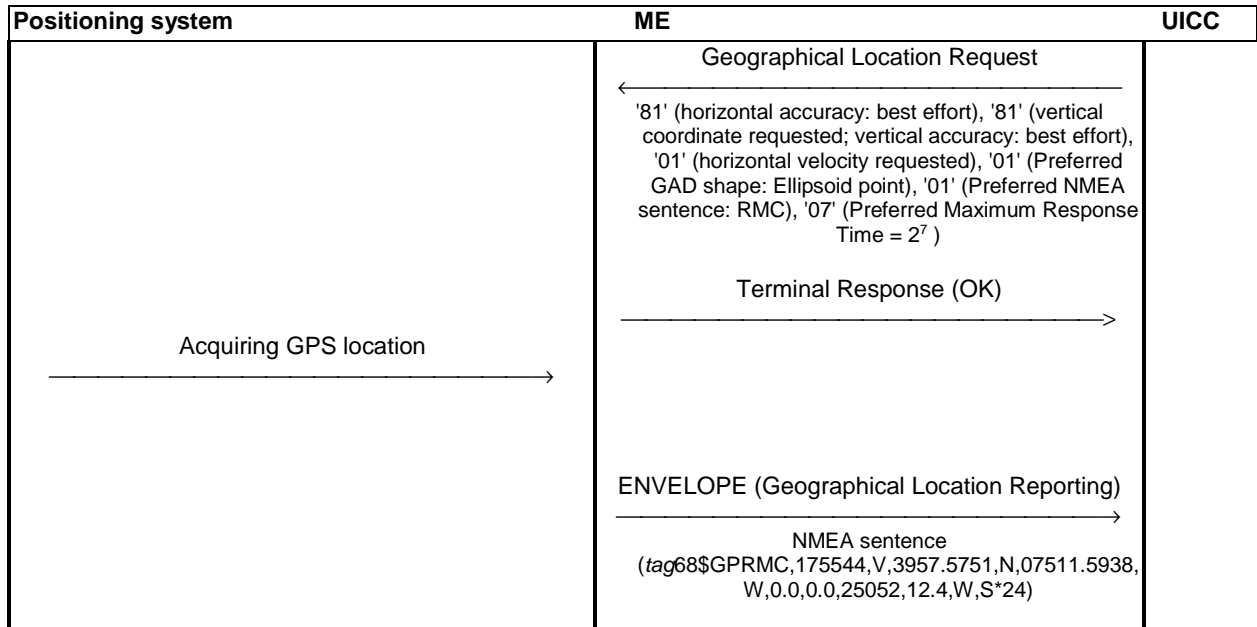 Positioning system ME UICC
Geographical Location Request
'81' (horizontal accuracy: best effort), '81' (vertical
coordinate requested; vertical accuracy: best effort),
'01' (horizontal velocity requested), '01' (Preferred
GAD shape: Ellipsoid point), '01' (Preferred NMEA
sentence: RMC), '07' (Preferred Maximum Response
Time = 2⁷ )
Terminal Response (OK)
Acquiring GPS location
ENVELOPE (Geographical Location Reporting)
NMEA sentence
(tag68$GPRMC,175544,V,3957.5751,N,07511.5938,
W,0.0,0.0,25052,12.4,W,S*24)